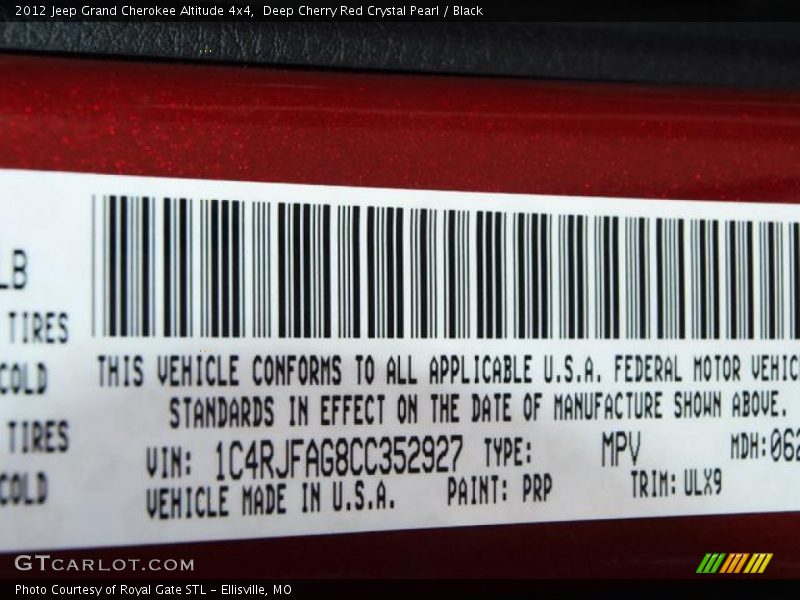 2012 Jeep Grand Cherokee Altitude 4x4,  Deep Cherry Red Crystal Pearl / Black
LB
TIRES
COLD
TIRES
COLD
THIS VEHICLE CONFORMS TO ALL APPLICABLE U.S.A. FEDERAL MOTOR VEHIC
STANDARDS IN EFFECT ON THE DATE OF MANUFACTURE SHOWN ABOVE.
VIN: 1C4RJFAG8CC352927 TYPE: MPV MDH:062
VEHICLE MADE IN U.S.A. PAINT: PRP TRIM: ULX9
GTCARLOT.COM
Photo Courtesy of Royal Gate STL - Ellisville, MO